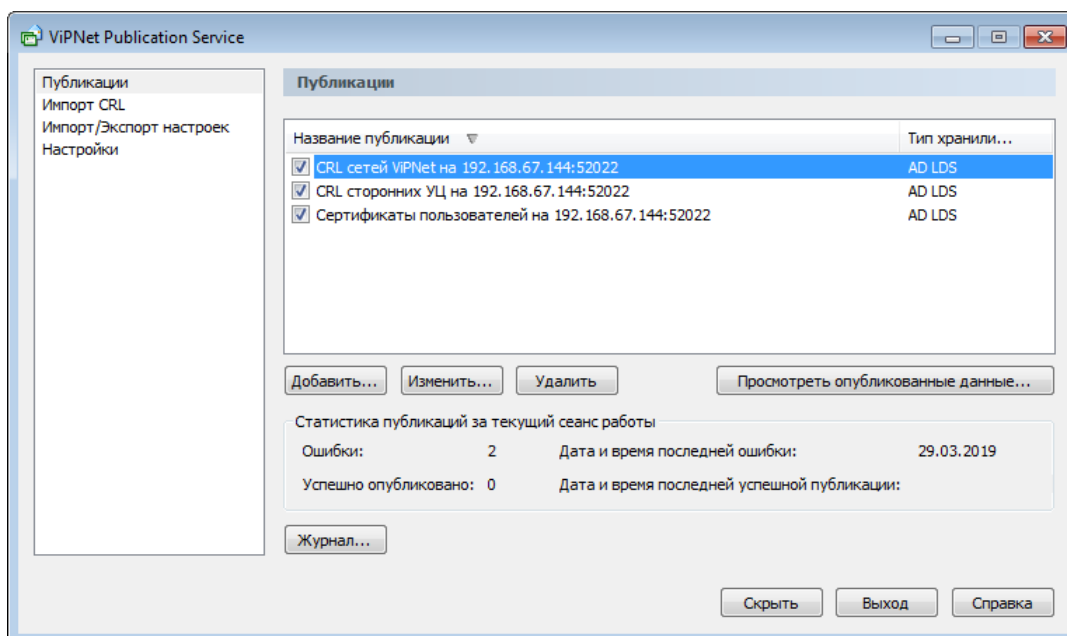 ViPNet Publication Service
Публикации
Импорт CRL
Импорт/Экспорт настроек
Настройки
Публикации
Название публикации Тип хранили...
CRL сетей ViPNet на 192.168.67.144:52022 AD LDS
CRL сторонних УЦ на 192.168.67.144:52022 AD LDS
Сертификаты пользователей на 192.168.67.144:52022 AD LDS
Добавить... Изменить... Удалить Просмотреть опубликованные данные...
Статистика публикаций за текущий сеанс работы
Ошибки: 2 Дата и время последней ошибки: 29.03.2019
Успешно опубликовано: 0 Дата и время последней успешной публикации:
Журнал...
Скрыть Выход Справка